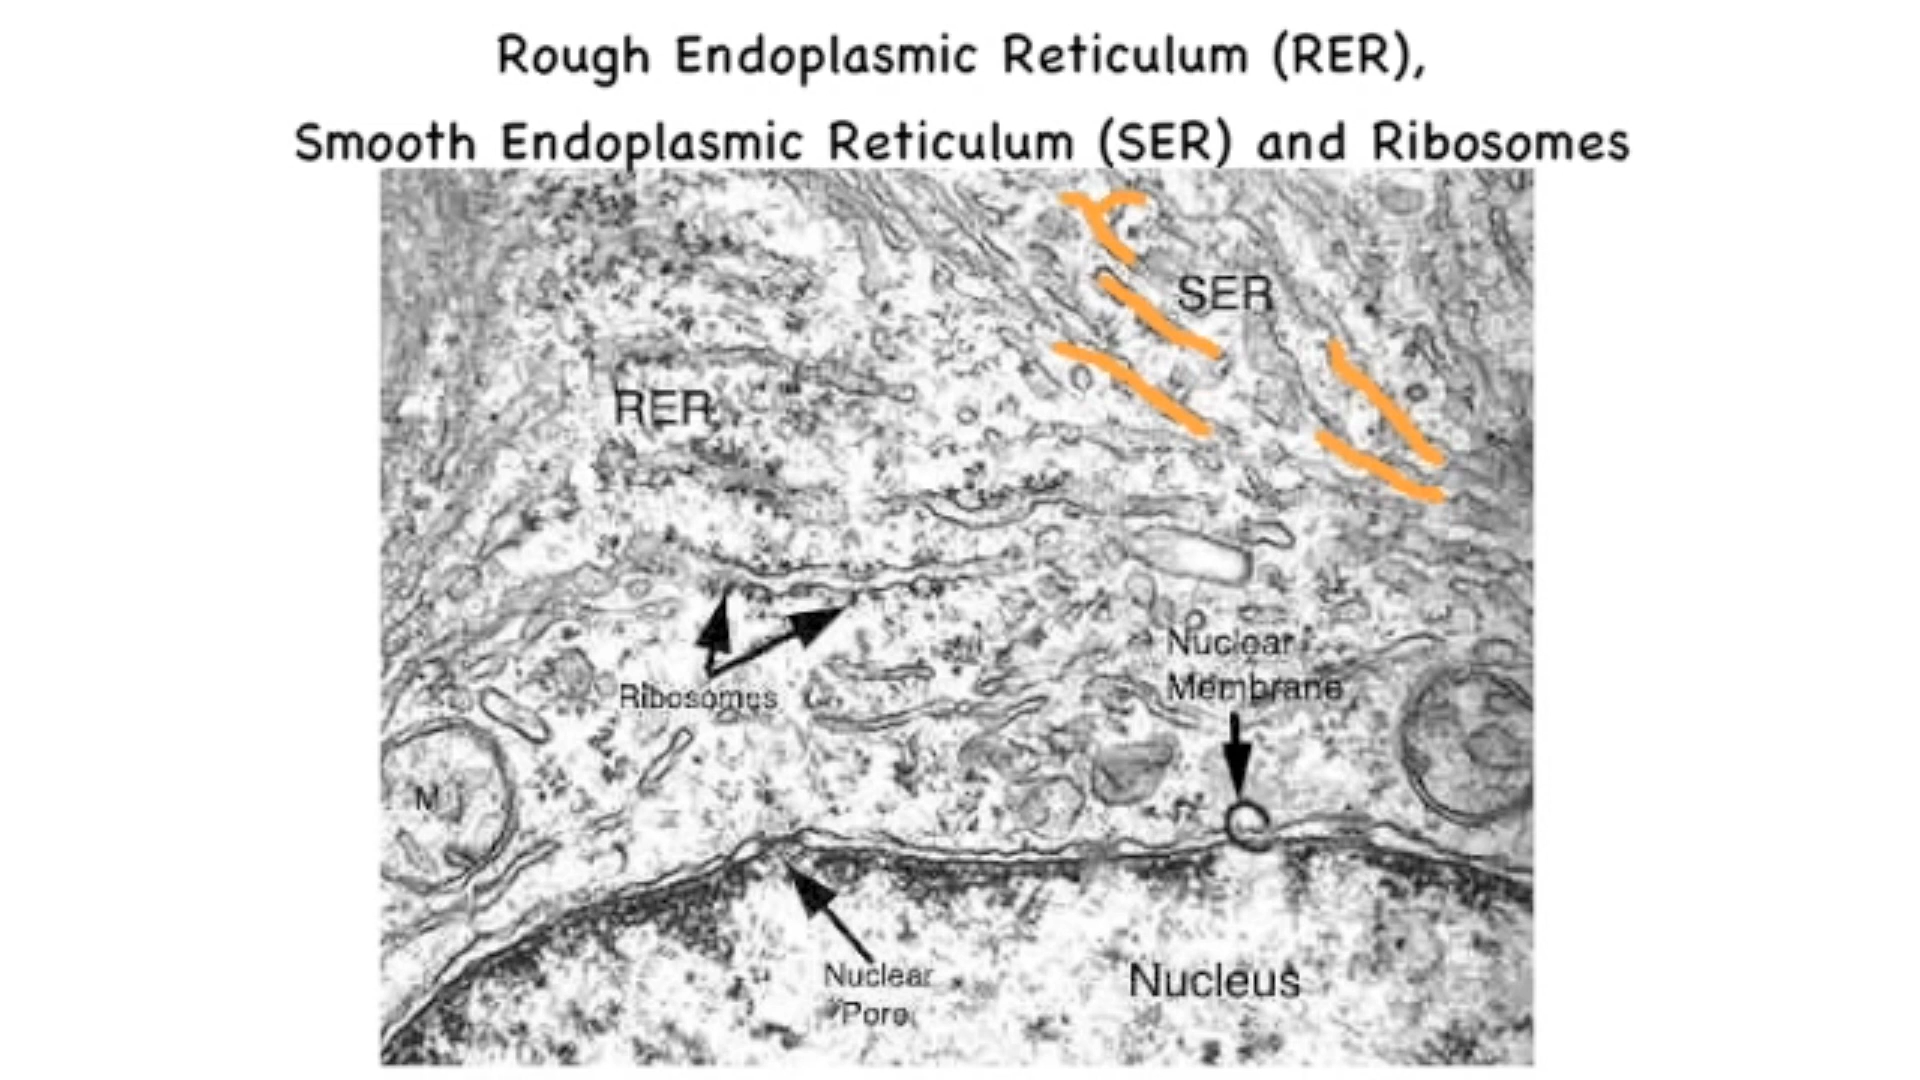 Rough Endoplasmic Reticulum (RER),
Smooth Endoplasmic Reticulum (SER) and Ribosomes
SER
RER
Nuclear
Membrane
Ribosomes
M
Nuclear
Pore
Nucleus